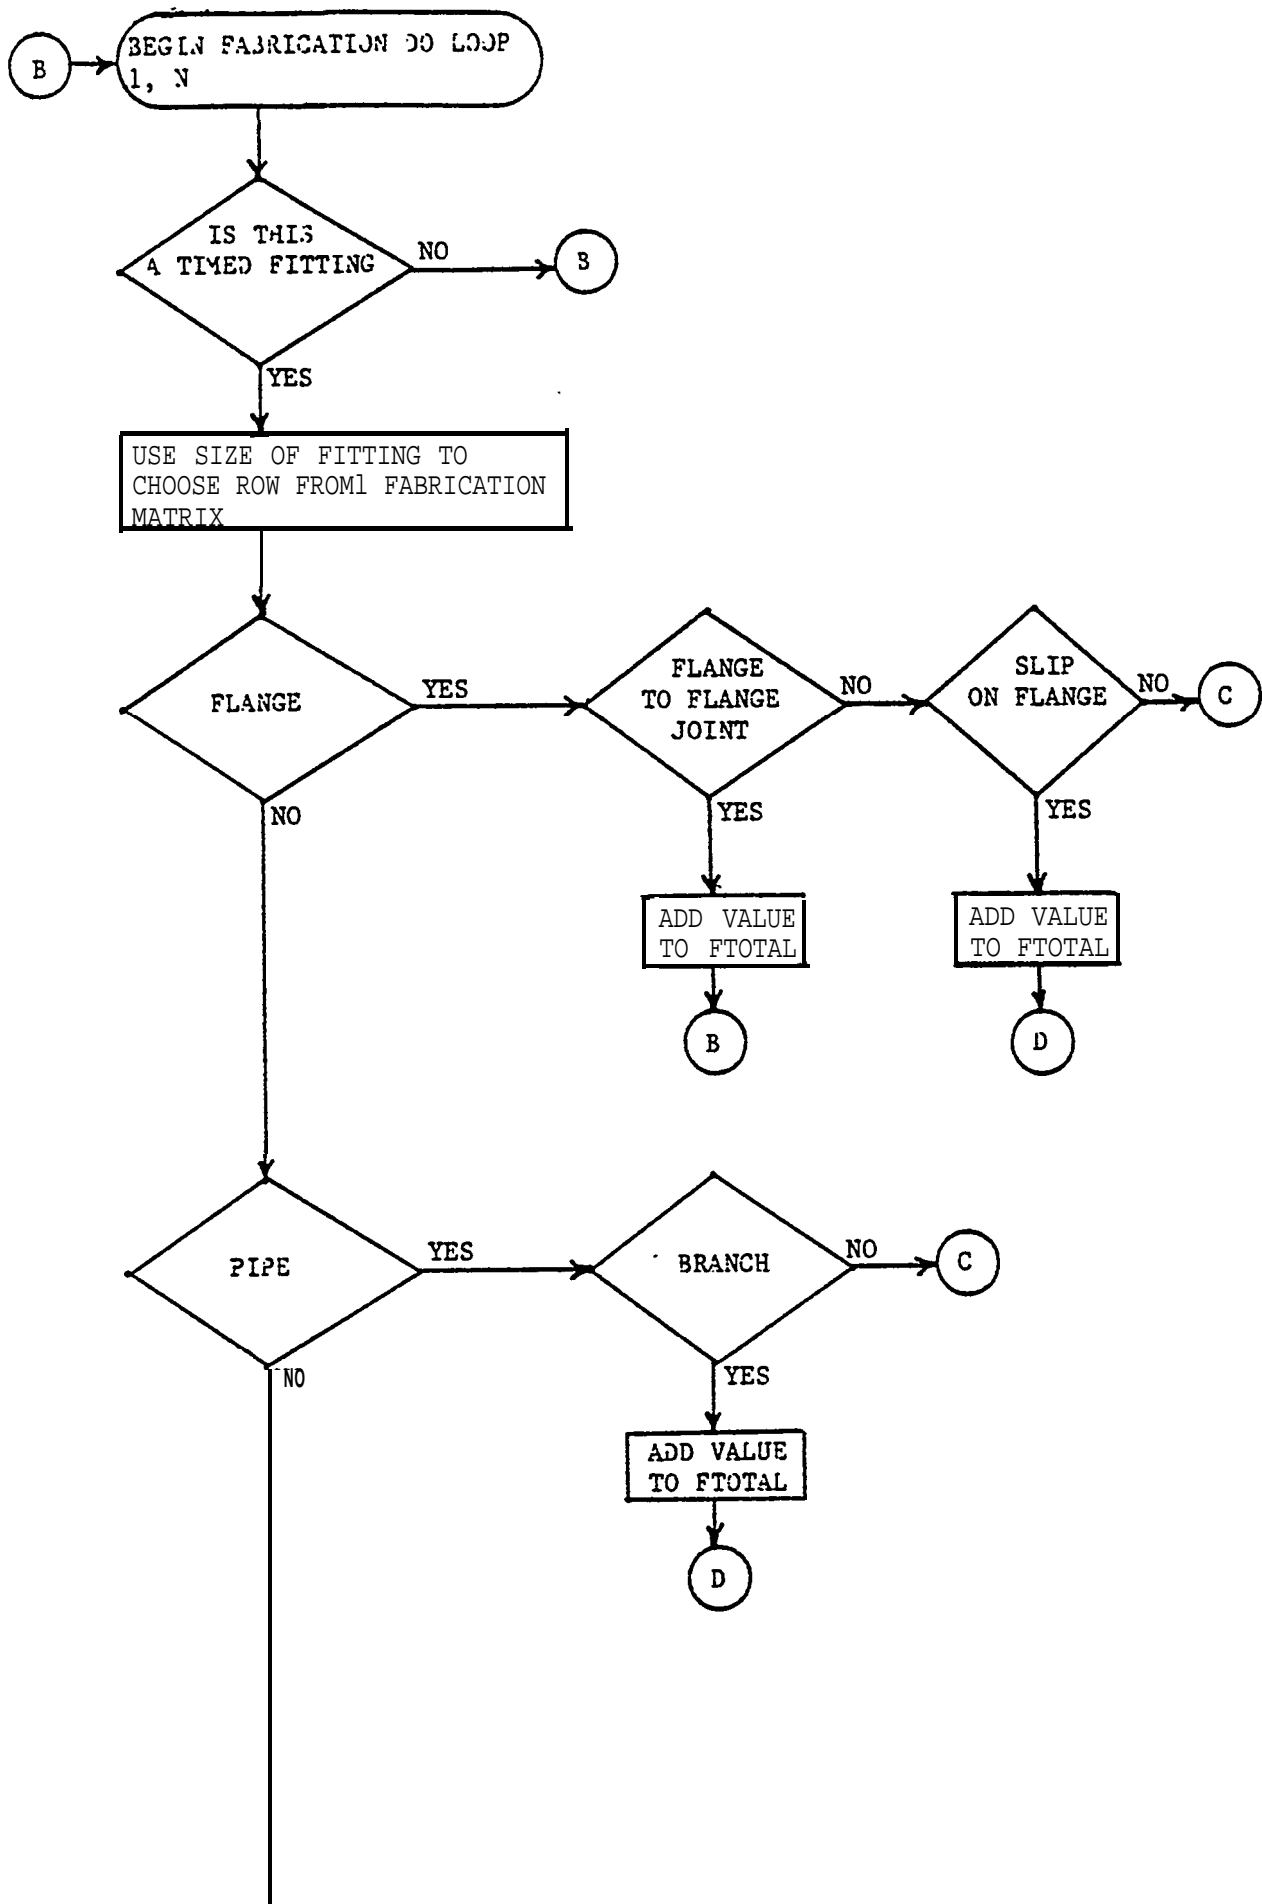 B
BEGIN FABRICATION DO LOOP
1, N
IS THIS
A TIMED FITTING
NO
B
YES
USE SIZE OF FITTING TO
CHOOSE ROW FROM1 FABRICATION
MATRIX
FLANGE
YES
FLANGE
TO FLANGE
JOINT
NO
SLIP
ON FLANGE
NO
C
NO
YES
YES
ADD VALUE
TO FTOTAL
ADD VALUE
TO FTOTAL
B
D
PIPE
YES
BRANCH
NO
C
NO
YES
ADD VALUE
TO FTOTAL
D